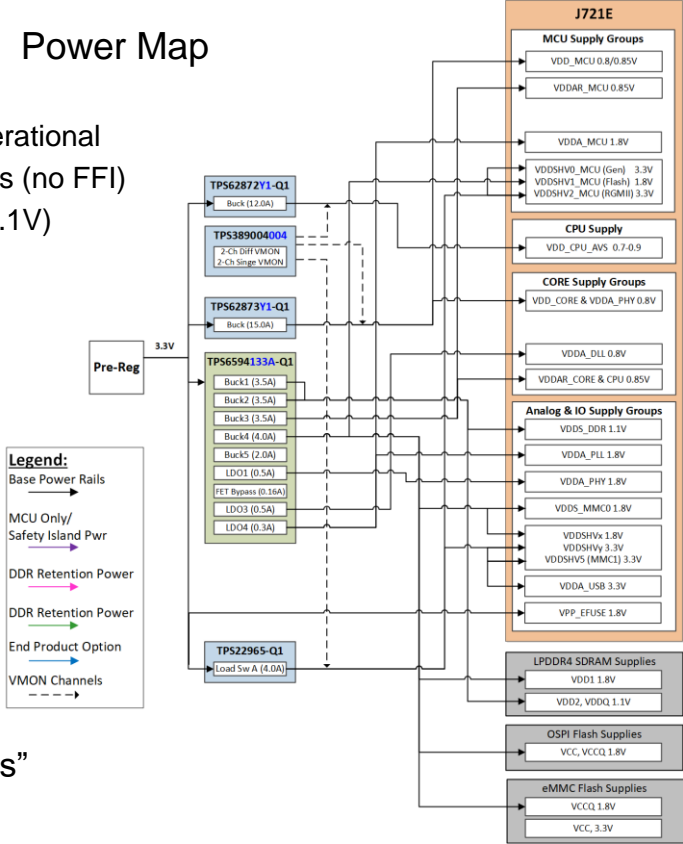 Power Map
erational
s (no FFI)
.1V)
Pre-Reg
3.3V
TPS62872Y1-Q1
Buck (12.0A)
TPS389004004
2-Ch Diff VMON
2-Ch Singe VMON
TPS62873Y1-Q1
Buck (15.0A)
TPS6594133A-Q1
Buck1 (3.5A)
Buck2 (3.5A)
Buck3 (3.5A)
Buck4 (4.0A)
Buck5 (2.0A)
LDO1 (0.5A)
FET Bypass (0.16A)
LDO3 (0.5A)
LDO4 (0.3A)
TPS22965-Q1
Load Sw A (4.0A)
Legend:
Base Power Rails
MCU Only/
Safety Island Pwr
DDR Retention Power
DDR Retention Power
End Product Option
VMON Channels
s”
J721E
MCU Supply Groups
VDD_MCU 0.8/0.85V
VDDAR_MCU 0.85V
VDDA_MCU 1.8V
VDDSHV0_MCU (Gen) 3.3V
VDDSHV1_MCU (Flash) 1.8V
VDDSHV2_MCU (RGMII) 3.3V
CPU Supply
VDD_CPU_AVS 0.7-0.9
CORE Supply Groups
VDD_CORE & VDDA_PHY 0.8V
VDDA_DLL 0.8V
VDDAR_CORE & CPU 0.85V
Analog & IO Supply Groups
VDDS_DDR 1.1V
VDDA_PLL 1.8V
VDDA_PHY 1.8V
VDDS_MMC0 1.8V
VDDSHVx 1.8V
VDDSHVy 3.3V
VDDSHV5 (MMC1) 3.3V
VDDA_USB 3.3V
VPP_EFUSE 1.8V
LPDDR4 SDRAM Supplies
VDD1 1.8V
VDD2, VDDQ 1.1V
OSPI Flash Supplies
VCC, VCCQ 1.8V
eMMC Flash Supplies
VCCQ 1.8V
VCC, 3.3V